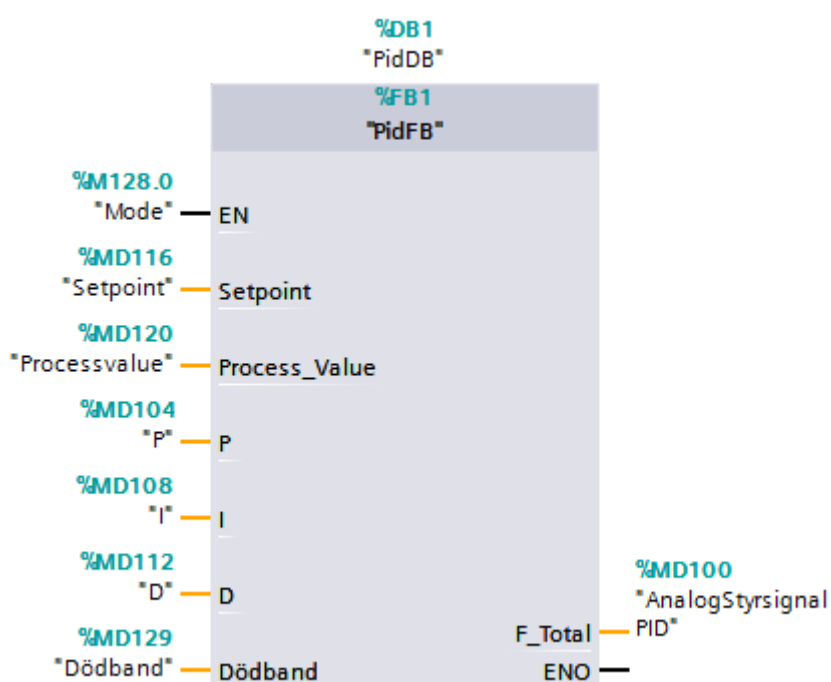 %DB1
"PidDB"
%FB1
"PidFB"
%M128.0
"Mode" EN
%MD116
"Setpoint" Setpoint
%MD120
"Processvalue" Process_Value
%MD104
"P" P
%MD108
"I" I
%MD112
"D" D
%MD100
"AnalogStyrsignal
F_Total PID"
%MD129
"Dödband" Dödband ENO